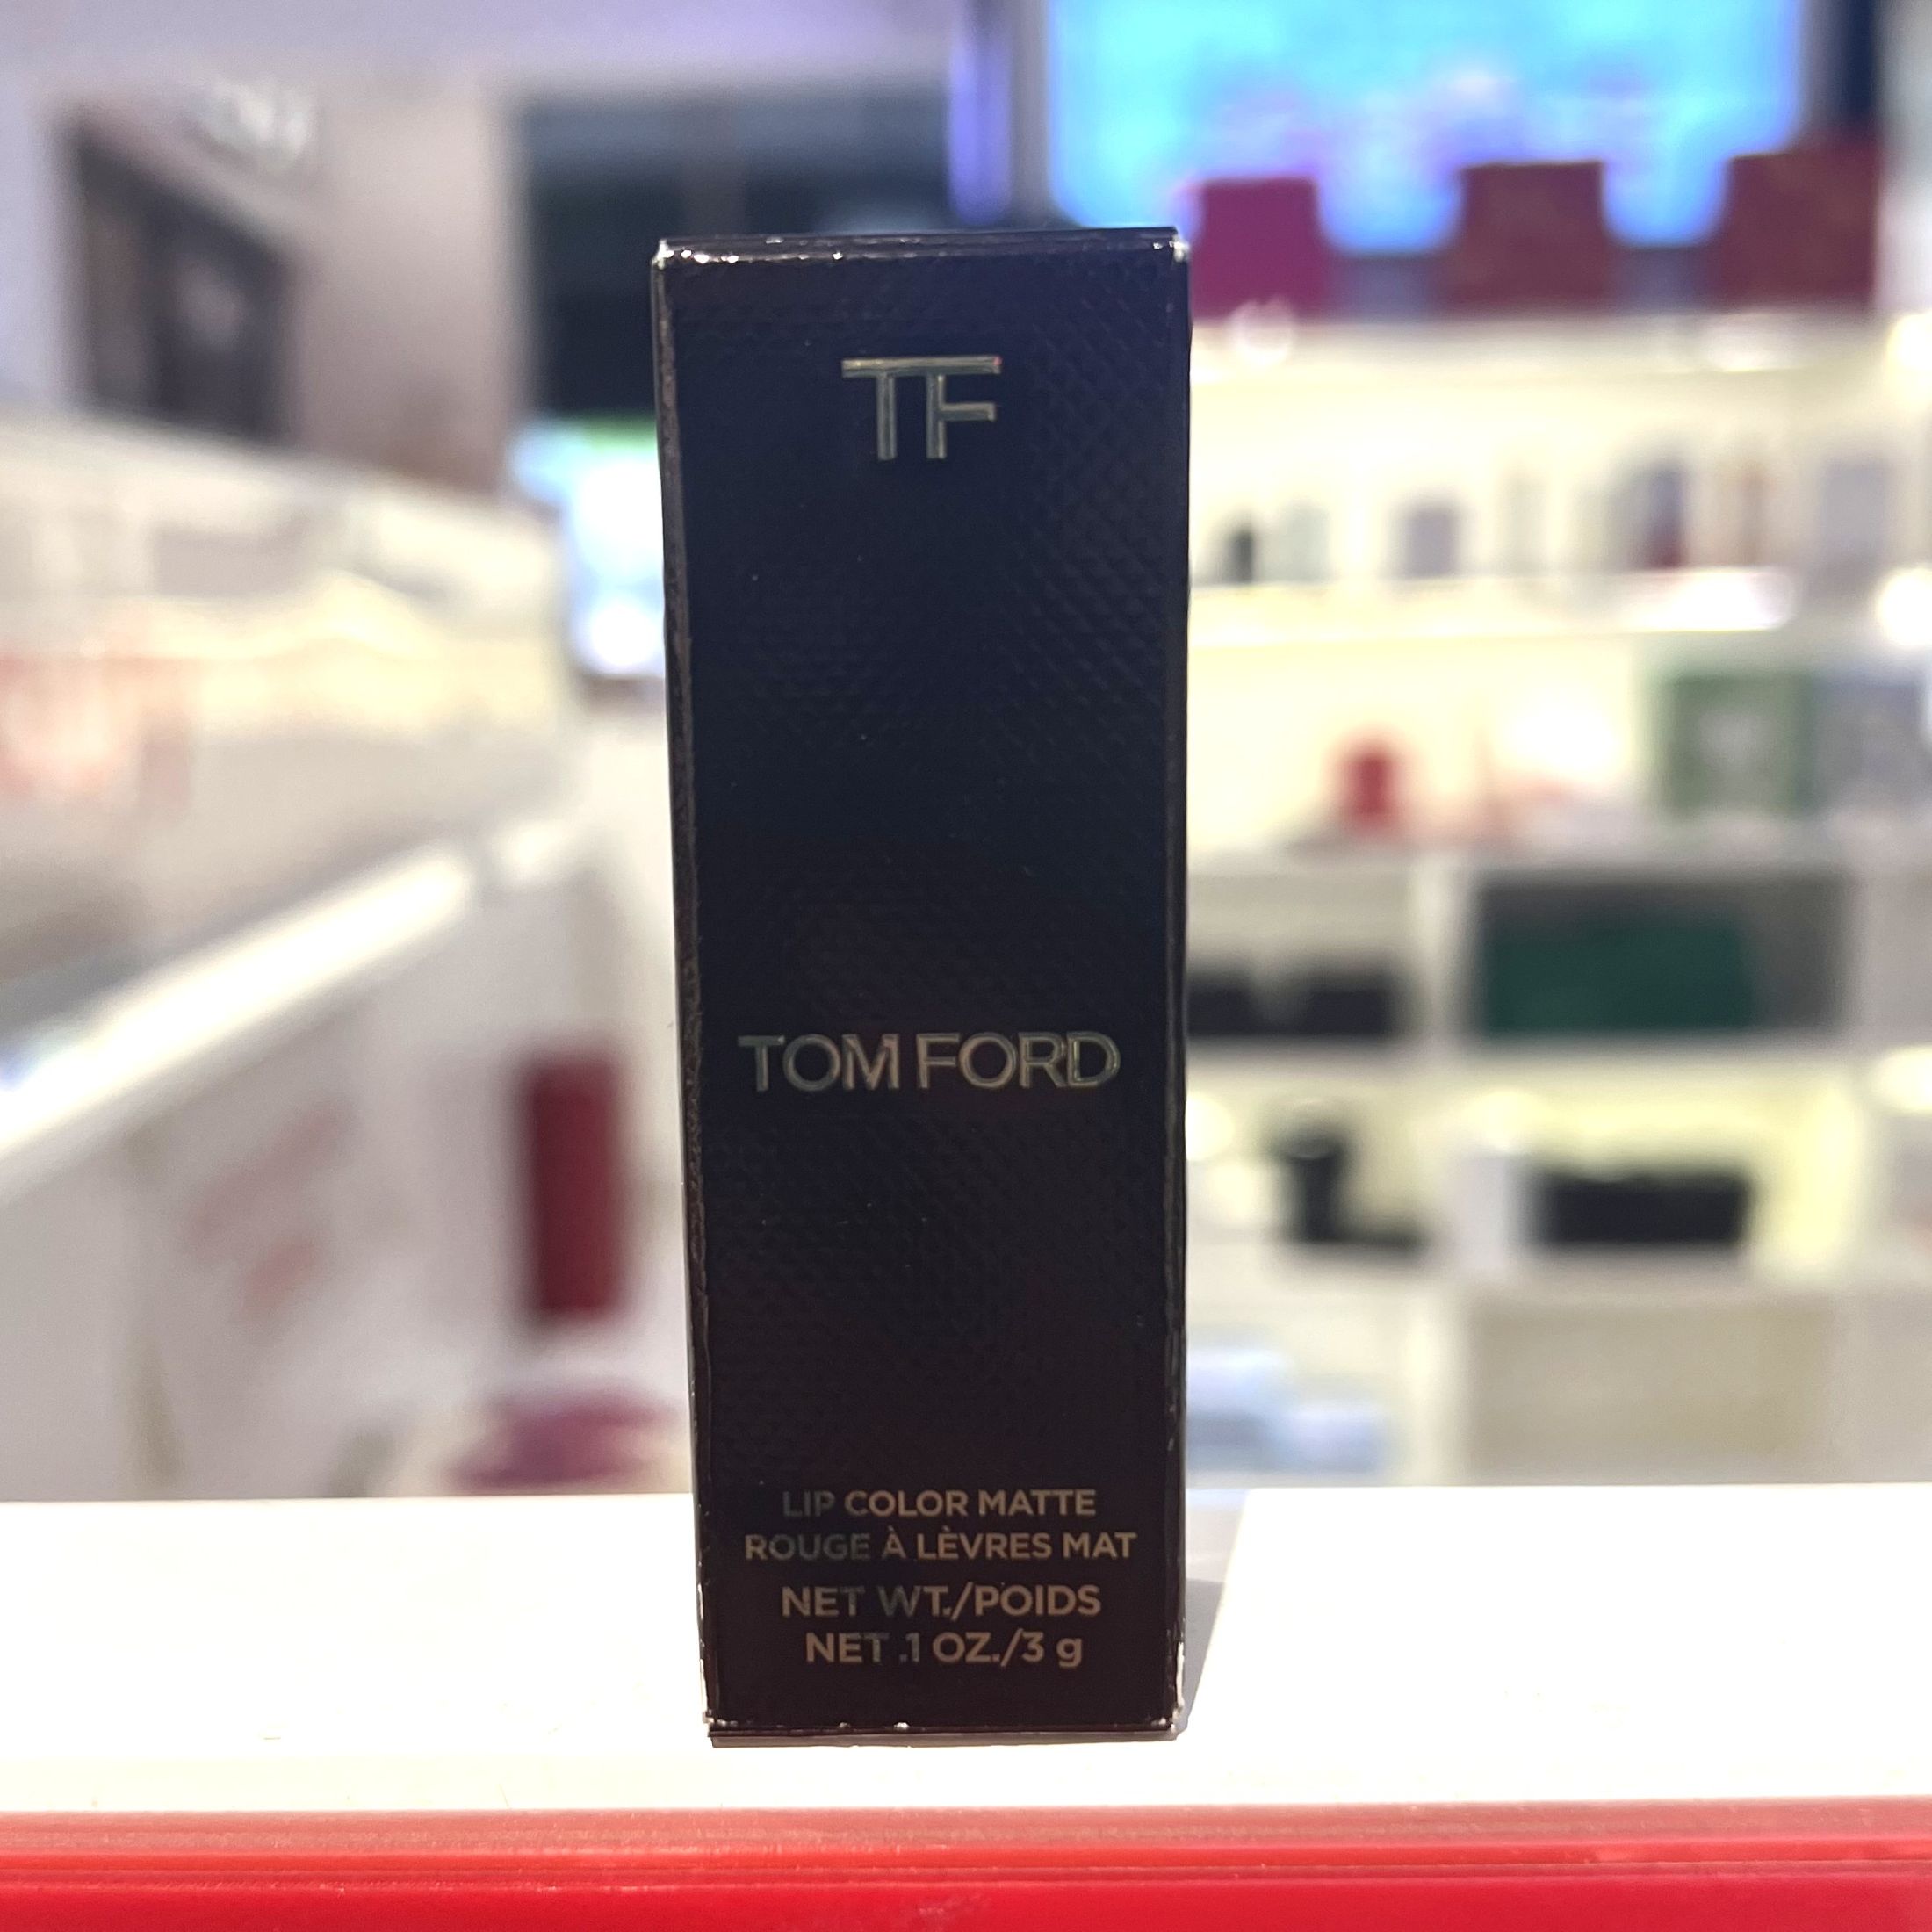 TF
TOM FORD
LIP COLOR MATTE
ROUGE À LÈVRES MAT
NET WT./POIDS
NET .1 OZ./3 g